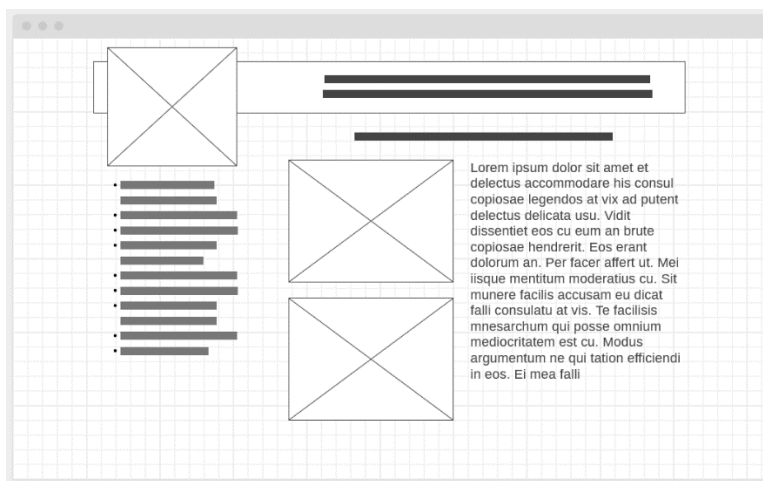 Lorem ipsum dolor sit amet et
delectus accommodare his consul
copiosae legendos at vix ad putent
delectus delicata usu. Vidit
dissentiet eos cu eum an brute
copiosae hendrerit. Eos erant
dolorum an. Per facer affert ut. Mei
iisque mentitum moderatius cu. Sit
munere facilis accusam eu dicat
falli consulatu at vis. Te facilisis
mnesarchum qui posse omnium
mediocritatem est cu. Modus
argumentum ne qui tation efficiendi
in eos. Ei mea falli